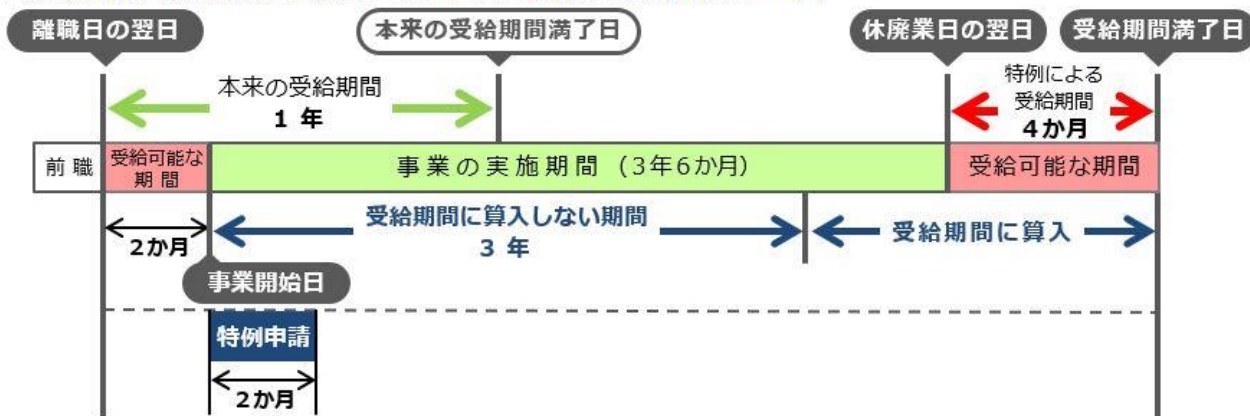 離職日の翌日
本来の受給期間満了日
休廃業日の翌日
受給期間満了日
本来の受給期間
1 年
特例による
受給期間
4か月
前職
受給可能な
期間
事業の実施期間(3年6か月)
受給可能な期間
2か月
受給期間に算入しない期間
3 年
受給期間に算入
事業開始日
特例申請
2か月